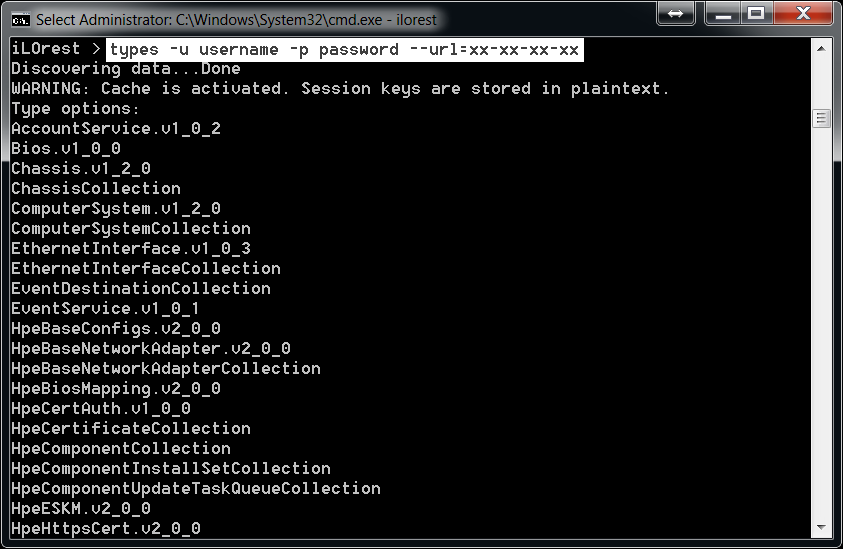 Select Administrator: C:\Windows\System32\cmd.exe - ilorest
iLOrest > types -u username -p password --url=xx-xx-xx-xx
Discovering data...Done
WARNING: Cache is activated. Session keys are stored in plaintext.
Type options:
AccountService.v1_0_2
Bios.v1_0_0
Chassis.v1_2_0
ChassisCollection
ComputerSystem.v1_2_0
ComputerSystemCollection
EthernetInterface.v1_0_3
EthernetInterfaceCollection
EventDestinationCollection
EventService.v1_0_1
HpeBaseConfigs.v2_0_0
HpeBaseNetworkAdapter.v2_0_0
HpeBaseNetworkAdapterCollection
HpeBiosMapping.v2_0_0
HpeCertAuth.v1_0_0
HpeCertificateCollection
HpeComponentCollection
HpeComponentInstallSetCollection
HpeComponentUpdateTaskQueueCollection
HpeESKM.v2_0_0
HpeHttpsCert.v2_0_0